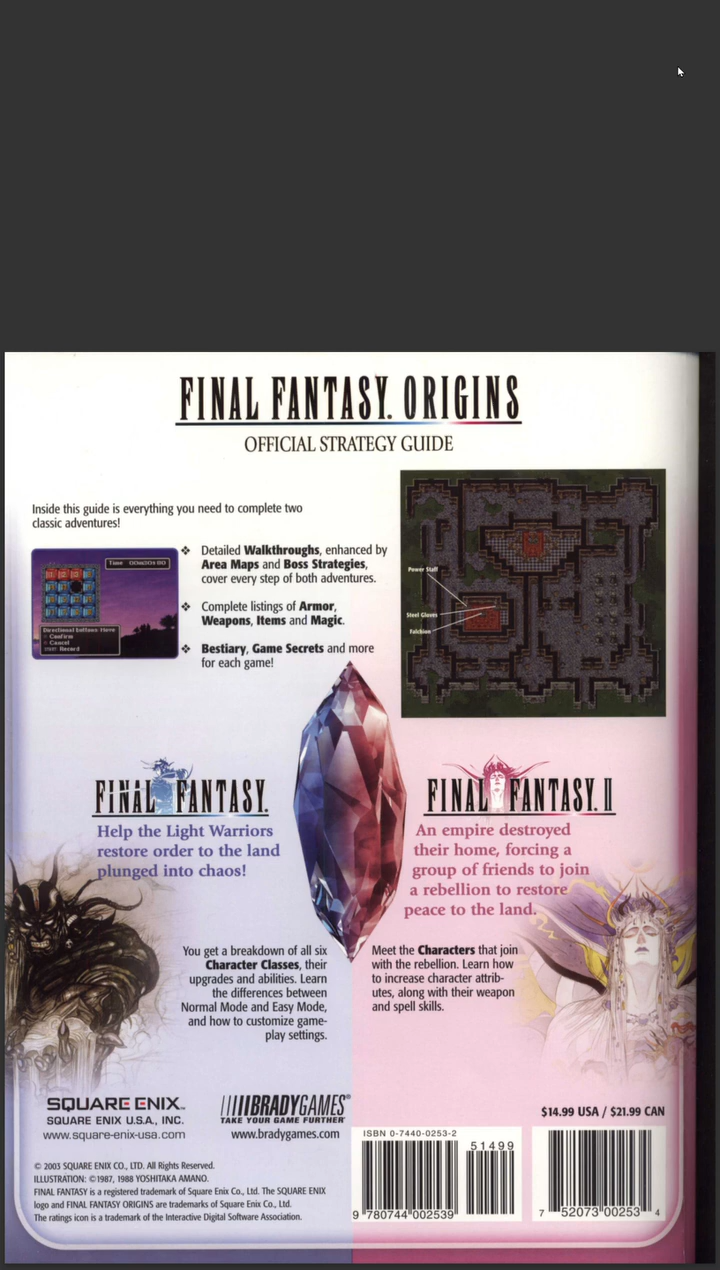 FINAL FANTASY. ORIGINS
OFFICIAL STRATEGY GUIDE
Inside this guide is everything you need to complete two
classic adventures!
❖ Detailed Walkthroughs, enhanced by
Area Maps and Boss Strategies,
cover every step of both adventures.
❖ Complete listings of Armor,
Weapons, Items and Magic.
❖ Bestiary, Game Secrets and more
for each game!
Time
Directional buttons: Move
Confirm
Cancel
Record
Power Staff
Steel Gloves
Falchion
FINAL FANTASY.
Help the Light Warriors
restore order to the land
plunged into chaos!
You get a breakdown of all six
Character Classes, their
upgrades and abilities. Learn
the differences between
Normal Mode and Easy Mode,
and how to customize game-
play settings.
FINAL FANTASY. II
An empire destroyed
their home, forcing a
group of friends to join
a rebellion to restore
peace to the land.
Meet the Characters that join
with the rebellion. Learn how
to increase character attrib-
utes, along with their weapon
and spell skills.
SQUARE ENIX™
SQUARE ENIX U.S.A., INC.
www.square-enix-usa.com
BRADYGAMES®
TAKE YOUR GAME FURTHER®
www.bradygames.com
$14.99 USA / $21.99 CAN
ISBN 0-7440-0253-2
51499
9 780744 002539
7 52073 00253 4
© 2003 SQUARE ENIX CO., LTD. All Rights Reserved.
ILLUSTRATION: ©1987, 1988 YOSHITAKA AMANO.
FINAL FANTASY is a registered trademark of Square Enix Co., Ltd. The SQUARE ENIX
logo and FINAL FANTASY ORIGINS are trademarks of Square Enix Co., Ltd.
The ratings icon is a trademark of the Interactive Digital Software Association.